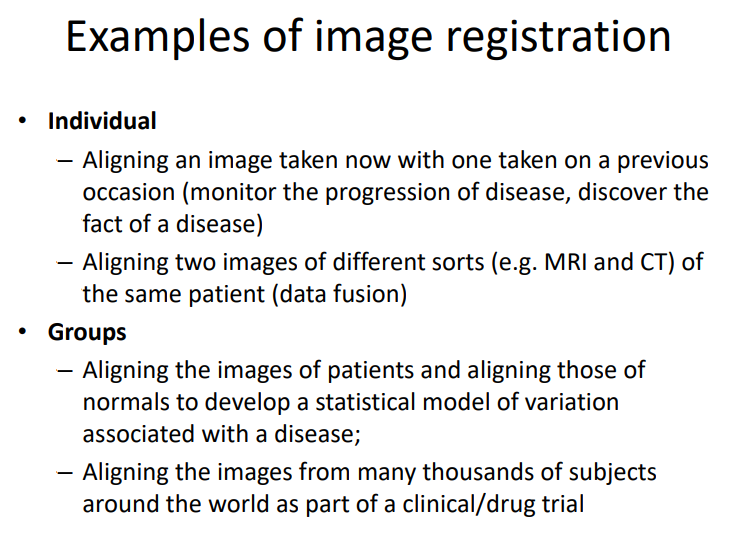 Examples of image registration
• Individual
– Aligning an image taken now with one taken on a previous
occasion (monitor the progression of disease, discover the
fact of a disease)
– Aligning two images of different sorts (e.g. MRI and CT) of
the same patient (data fusion)
• Groups
– Aligning the images of patients and aligning those of
normals to develop a statistical model of variation
associated with a disease;
– Aligning the images from many thousands of subjects
around the world as part of a clinical/drug trial